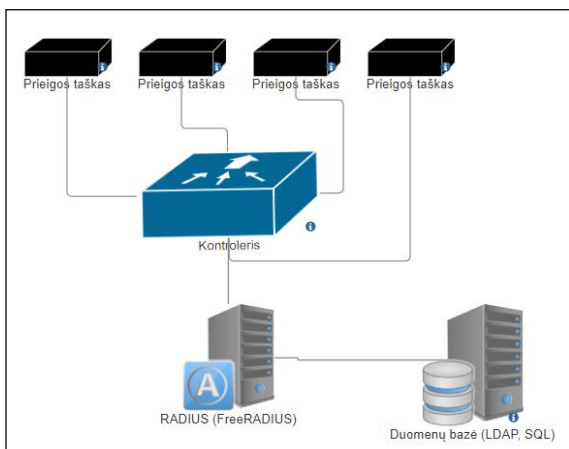 Prieigos taškas
Prieigos taškas
Prieigos taškas
Prieigos taškas
Kontroleris
A
RADIUS (FreeRADIUS)
Duomenų bazė (LDAP, SQL)